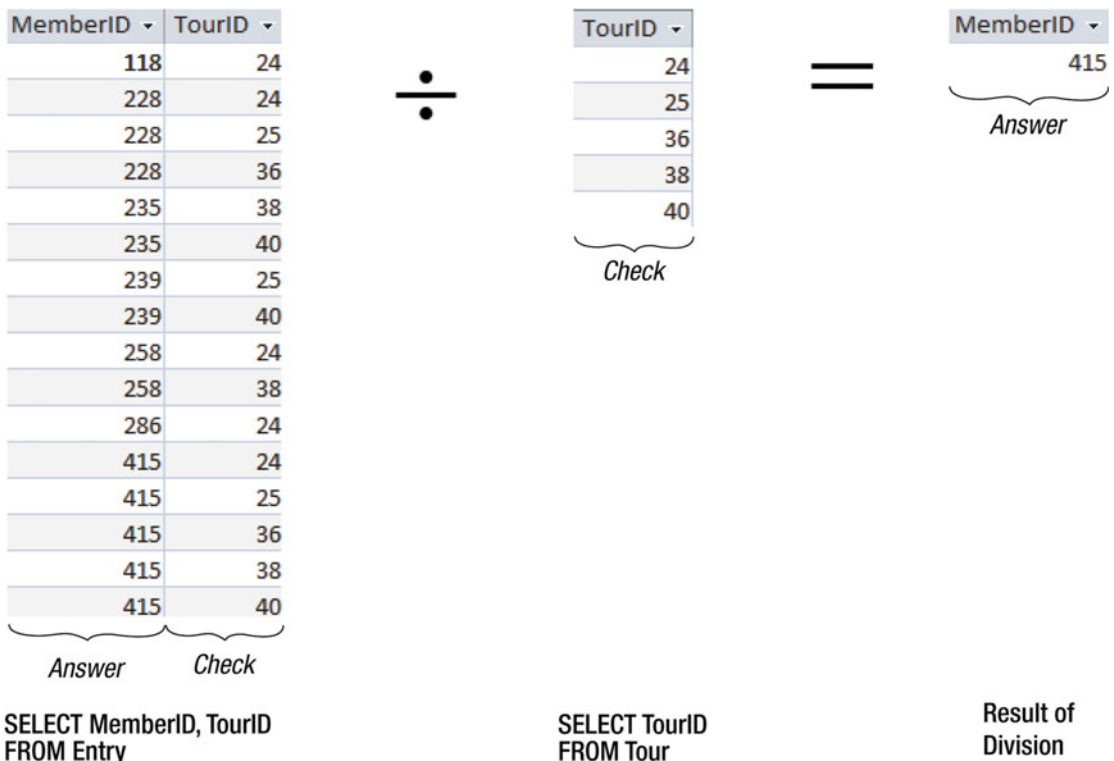 MemberID TourID
118 24
228 24
228 25
228 36
235 38
235 40
239 25
239 40
258 24
258 38
286 24
415 24
415 25
415 36
415 38
415 40
Answer Check
SELECT MemberID, TourID
FROM Entry
÷
TourID
24
25
36
38
40
Check
SELECT TourID
FROM Tour
=
MemberID
415
Answer
Result of
Division